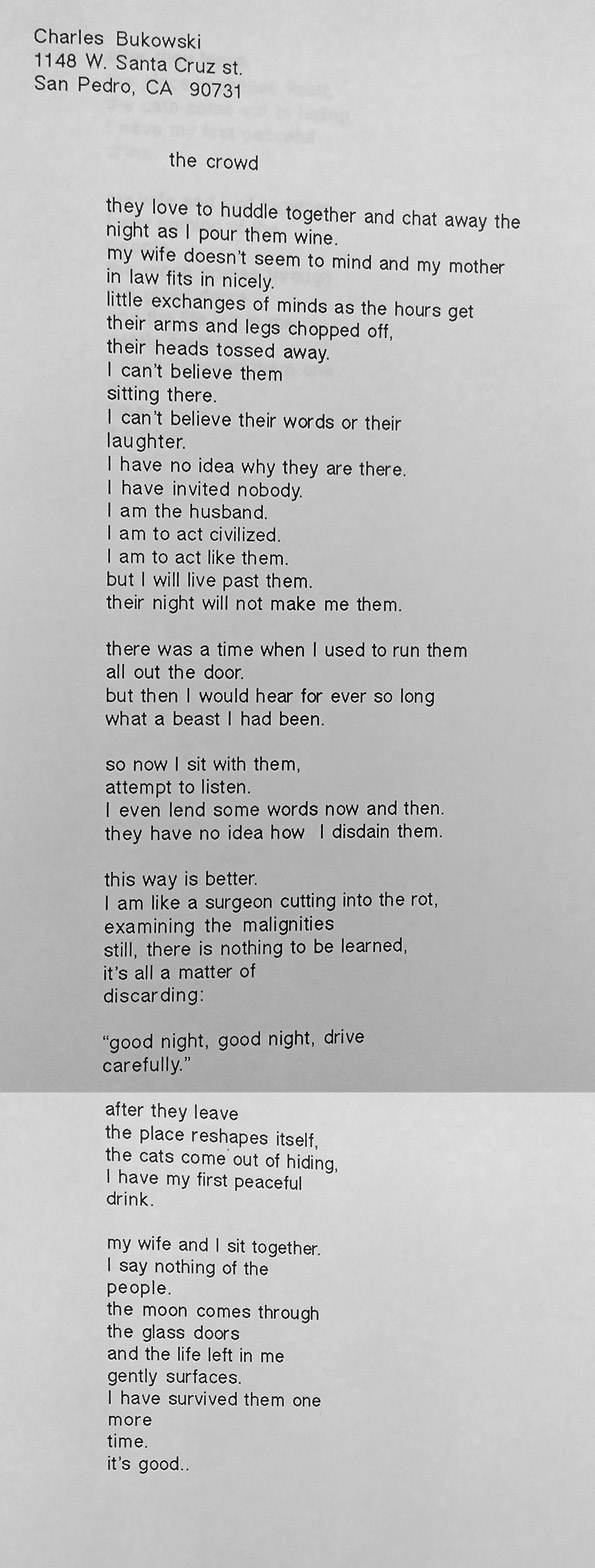 Charles Bukowski
1148 W. Santa Cruz st.
San Pedro, CA  90731
the crowd
they love to huddle together and chat away the
night as I pour them wine.
my wife doesn't seem to mind and my mother
in law fits in nicely.
little exchanges of minds as the hours get
their arms and legs chopped off,
their heads tossed away.
I can't believe them
sitting there.
I can't believe their words or their
laughter.
I have no idea why they are there.
I have invited nobody.
I am the husband.
I am to act civilized.
I am to act like them.
but I will live past them.
their night will not make me them.

there was a time when I used to run them
all out the door.
but then I would hear for ever so long
what a beast I had been.

so now I sit with them,
attempt to listen.
I even lend some words now and then.
they have no idea how  I disdain them.

this way is better.
I am like a surgeon cutting into the rot,
examining the malignities
still, there is nothing to be learned,
it's all a matter of
discarding:

"good night, good night, drive
carefully."

after they leave
the place reshapes itself,
the cats come out of hiding,
I have my first peaceful
drink.

my wife and I sit together.
I say nothing of the
people.
the moon comes through
the glass doors
and the life left in me
gently surfaces.
I have survived them one
more
time.
it's good..